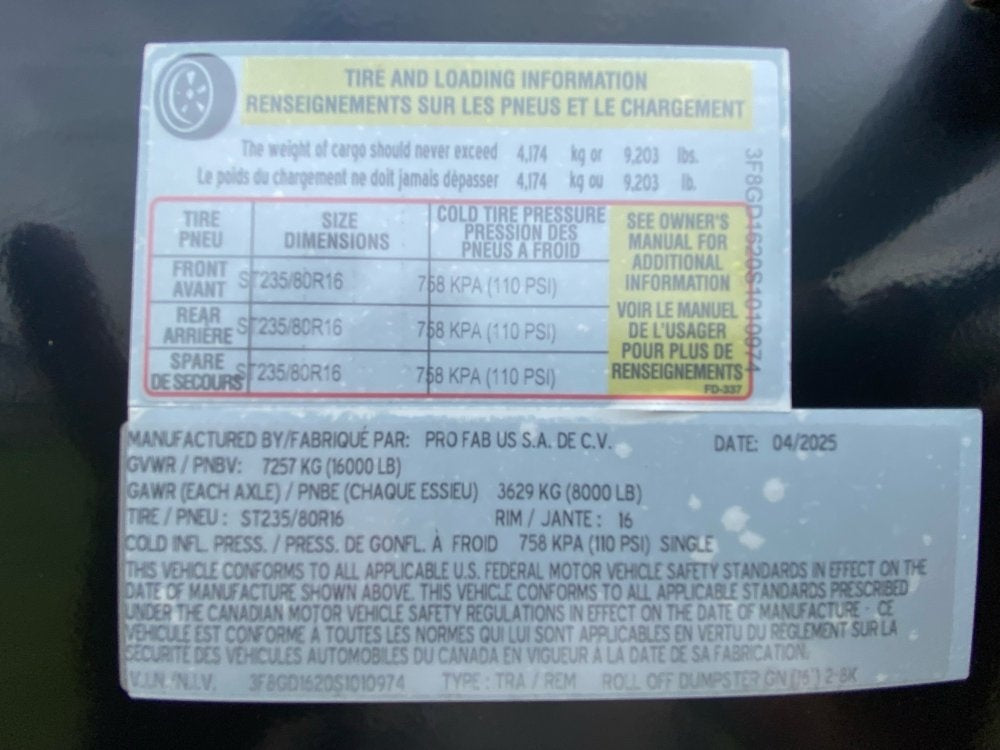 TIRE AND LOADING INFORMATION
RENSEIGNEMENTS SUR LES PNEUS ET LE CHARGEMENT
The weight of cargo should never exceed 4,174 kg or 9,203 lbs.
Le poids du chargement ne doit jamais dépasser 4,174 kg ou 9,203 lb.
TIRE PNEU SIZE DIMENSIONS COLD TIRE PRESSURE PRESSION DES PNEUS A FROID
FRONT AVANT ST235/80R16 758 KPA (110 PSI)
REAR ARRIÈRE ST235/80R16 758 KPA (110 PSI)
SPARE DE SECOURS ST235/80R16 758 KPA (110 PSI)
SEE OWNER'S
MANUAL FOR
ADDITIONAL
INFORMATION
VOIR LE MANUEL
DE L'USAGER
POUR PLUS DE
RENSEIGNEMENTS
FD-337
3F8GD1620S1010974
MANUFACTURED BY/FABRIQUÉ PAR: PRO FAB US S.A. DE C.V. DATE: 04/2025
GVWR / PNBV: 7257 KG (16000 LB)
GAWR (EACH AXLE) / PNBE (CHAQUE ESSIEU) 3629 KG (8000 LB)
TIRE / PNEU : ST235/80R16 RIM / JANTE : 16
COLD INFL. PRESS. / PRESS. DE GONFL. À FROID 758 KPA (110 PSI) SINGLE
THIS VEHICLE CONFORMS TO ALL APPLICABLE U.S. FEDERAL MOTOR VEHICLE SAFETY STANDARDS IN EFFECT ON THE
DATE OF MANUFACTURE SHOWN ABOVE. THIS VEHICLE CONFORMS TO ALL APPLICABLE STANDARDS PRESCRIBED
UNDER THE CANADIAN MOTOR VEHICLE SAFETY REGULATIONS IN EFFECT ON THE DATE OF MANUFACTURE · CE
VÉHICULE EST CONFORME À TOUTES LES NORMES QUI LUI SONT APPLICABLES EN VERTU DU RÈGLEMENT SUR LA
SÉCURITÉ DES VÉHICULES AUTOMOBILES DU CANADA EN VIGUEUR À LA DATE DE SA FABRICATION.
V.I.N. /N.I.V. 3F8GD1620S1010974 TYPE : TRA / REM ROLL OFF DUMPSTER GN (16') 2-8K